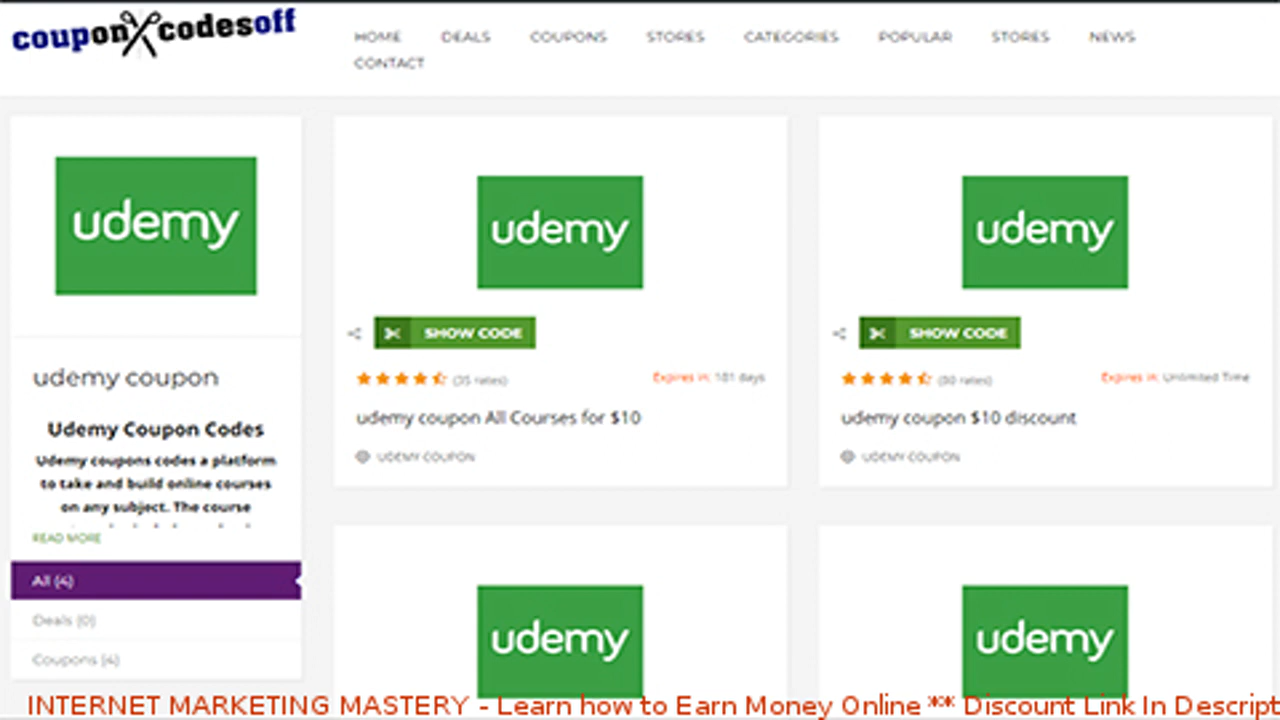 couponXcodesoff
HOME DEALS COUPONS STORES CATEGORIES POPULAR STORES NEWS
CONTACT
udemy
udemy coupon
Udemy Coupon Codes
Udemy coupons codes a platform
to take and build online courses
on any subject. The course
READ MORE
All (4)
Deals (0)
Coupons (4)
udemy
SHOW CODE
(35 rates) Expires in: 181 days
udemy coupon All Courses for $10
UDEMY COUPON
udemy
SHOW CODE
(80 rates) Expires in: Unlimited Time
udemy coupon $10 discount
UDEMY COUPON
udemy
udemy
INTERNET MARKETING MASTERY - Learn how to Earn Money Online ** Discount Link In Descript